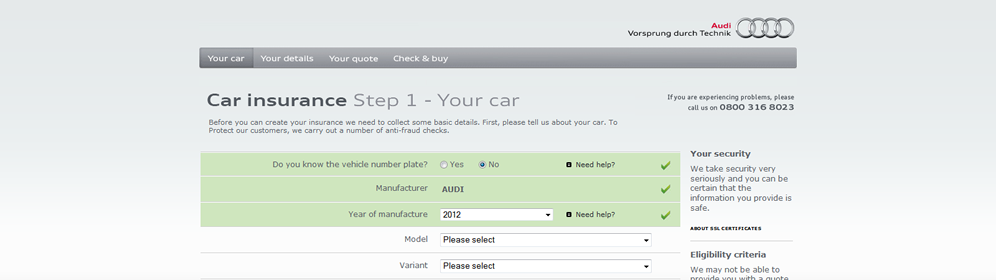 Audi
Vorsprung durch Technik
Your car Your details Your quote Check & buy
Car insurance Step 1 - Your car
If you are experiencing problems, please
call us on 0800 316 8023
Before you can create your insurance we need to collect some basic details. First, please tell us about your car. To
Protect our customers, we carry out a number of anti-fraud checks.
Do you know the vehicle number plate? Yes No Need help?
Manufacturer AUDI
Year of manufacture 2012 Need help?
Model Please select
Variant Please select
Your security
We take security very
seriously and you can be
certain that the
information you provide is
safe.
ABOUT SSL CERTIFICATES
Eligibility criteria
We may not be able to
provide you with a quote